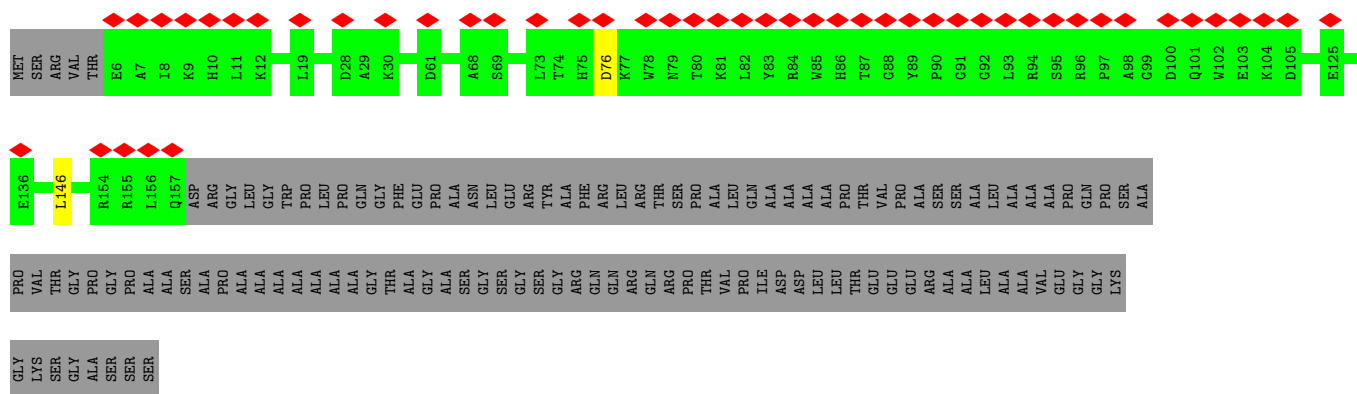 MET SER ARG VAL THR E6 A7 I8 K9 H10 L11 K12 L19 D28 A29 K30 D61 A68 S69 L73 T74 H75 D76 K77 W78 N79 T80 K81 L82 Y83 R84 W85 H86 T87 G88 Y89 P90 G91 G92 L93 R94 S95 R96 P97 A98 G99 D100 Q101 W102 E103 K104 D105 E125
E136 L146 R154 R155 L156 Q157 ASP ARG GLY LEU GLY TRP PRO LEU PRO GLN GLY PHE GLU PRO ALA ASN LEU GLU ARG TYR ALA PHE ARG LEU ARG THR SER PRO ALA LEU GLN ALA ALA ALA ALA ALA PRO THR VAL PRO ALA SER SER ALA LEU ALA ALA ALA PRO GLN PRO SER ALA
PRO VAL THR GLY PRO GLY PRO ALA ALA SER ALA PRO ALA ALA ALA ALA ALA ALA ALA GLY THR ALA GLY ALA SER GLY SER GLY SER GLY ARG GLN GLN ARG GLN ARG PRO THR VAL PRO ILE ASP ASP LEU LEU THR GLU GLU GLU ARG ALA ALA LEU ALA ALA VAL GLU GLY GLY LYS
GLY LYS SER GLY ALA SER SER SER